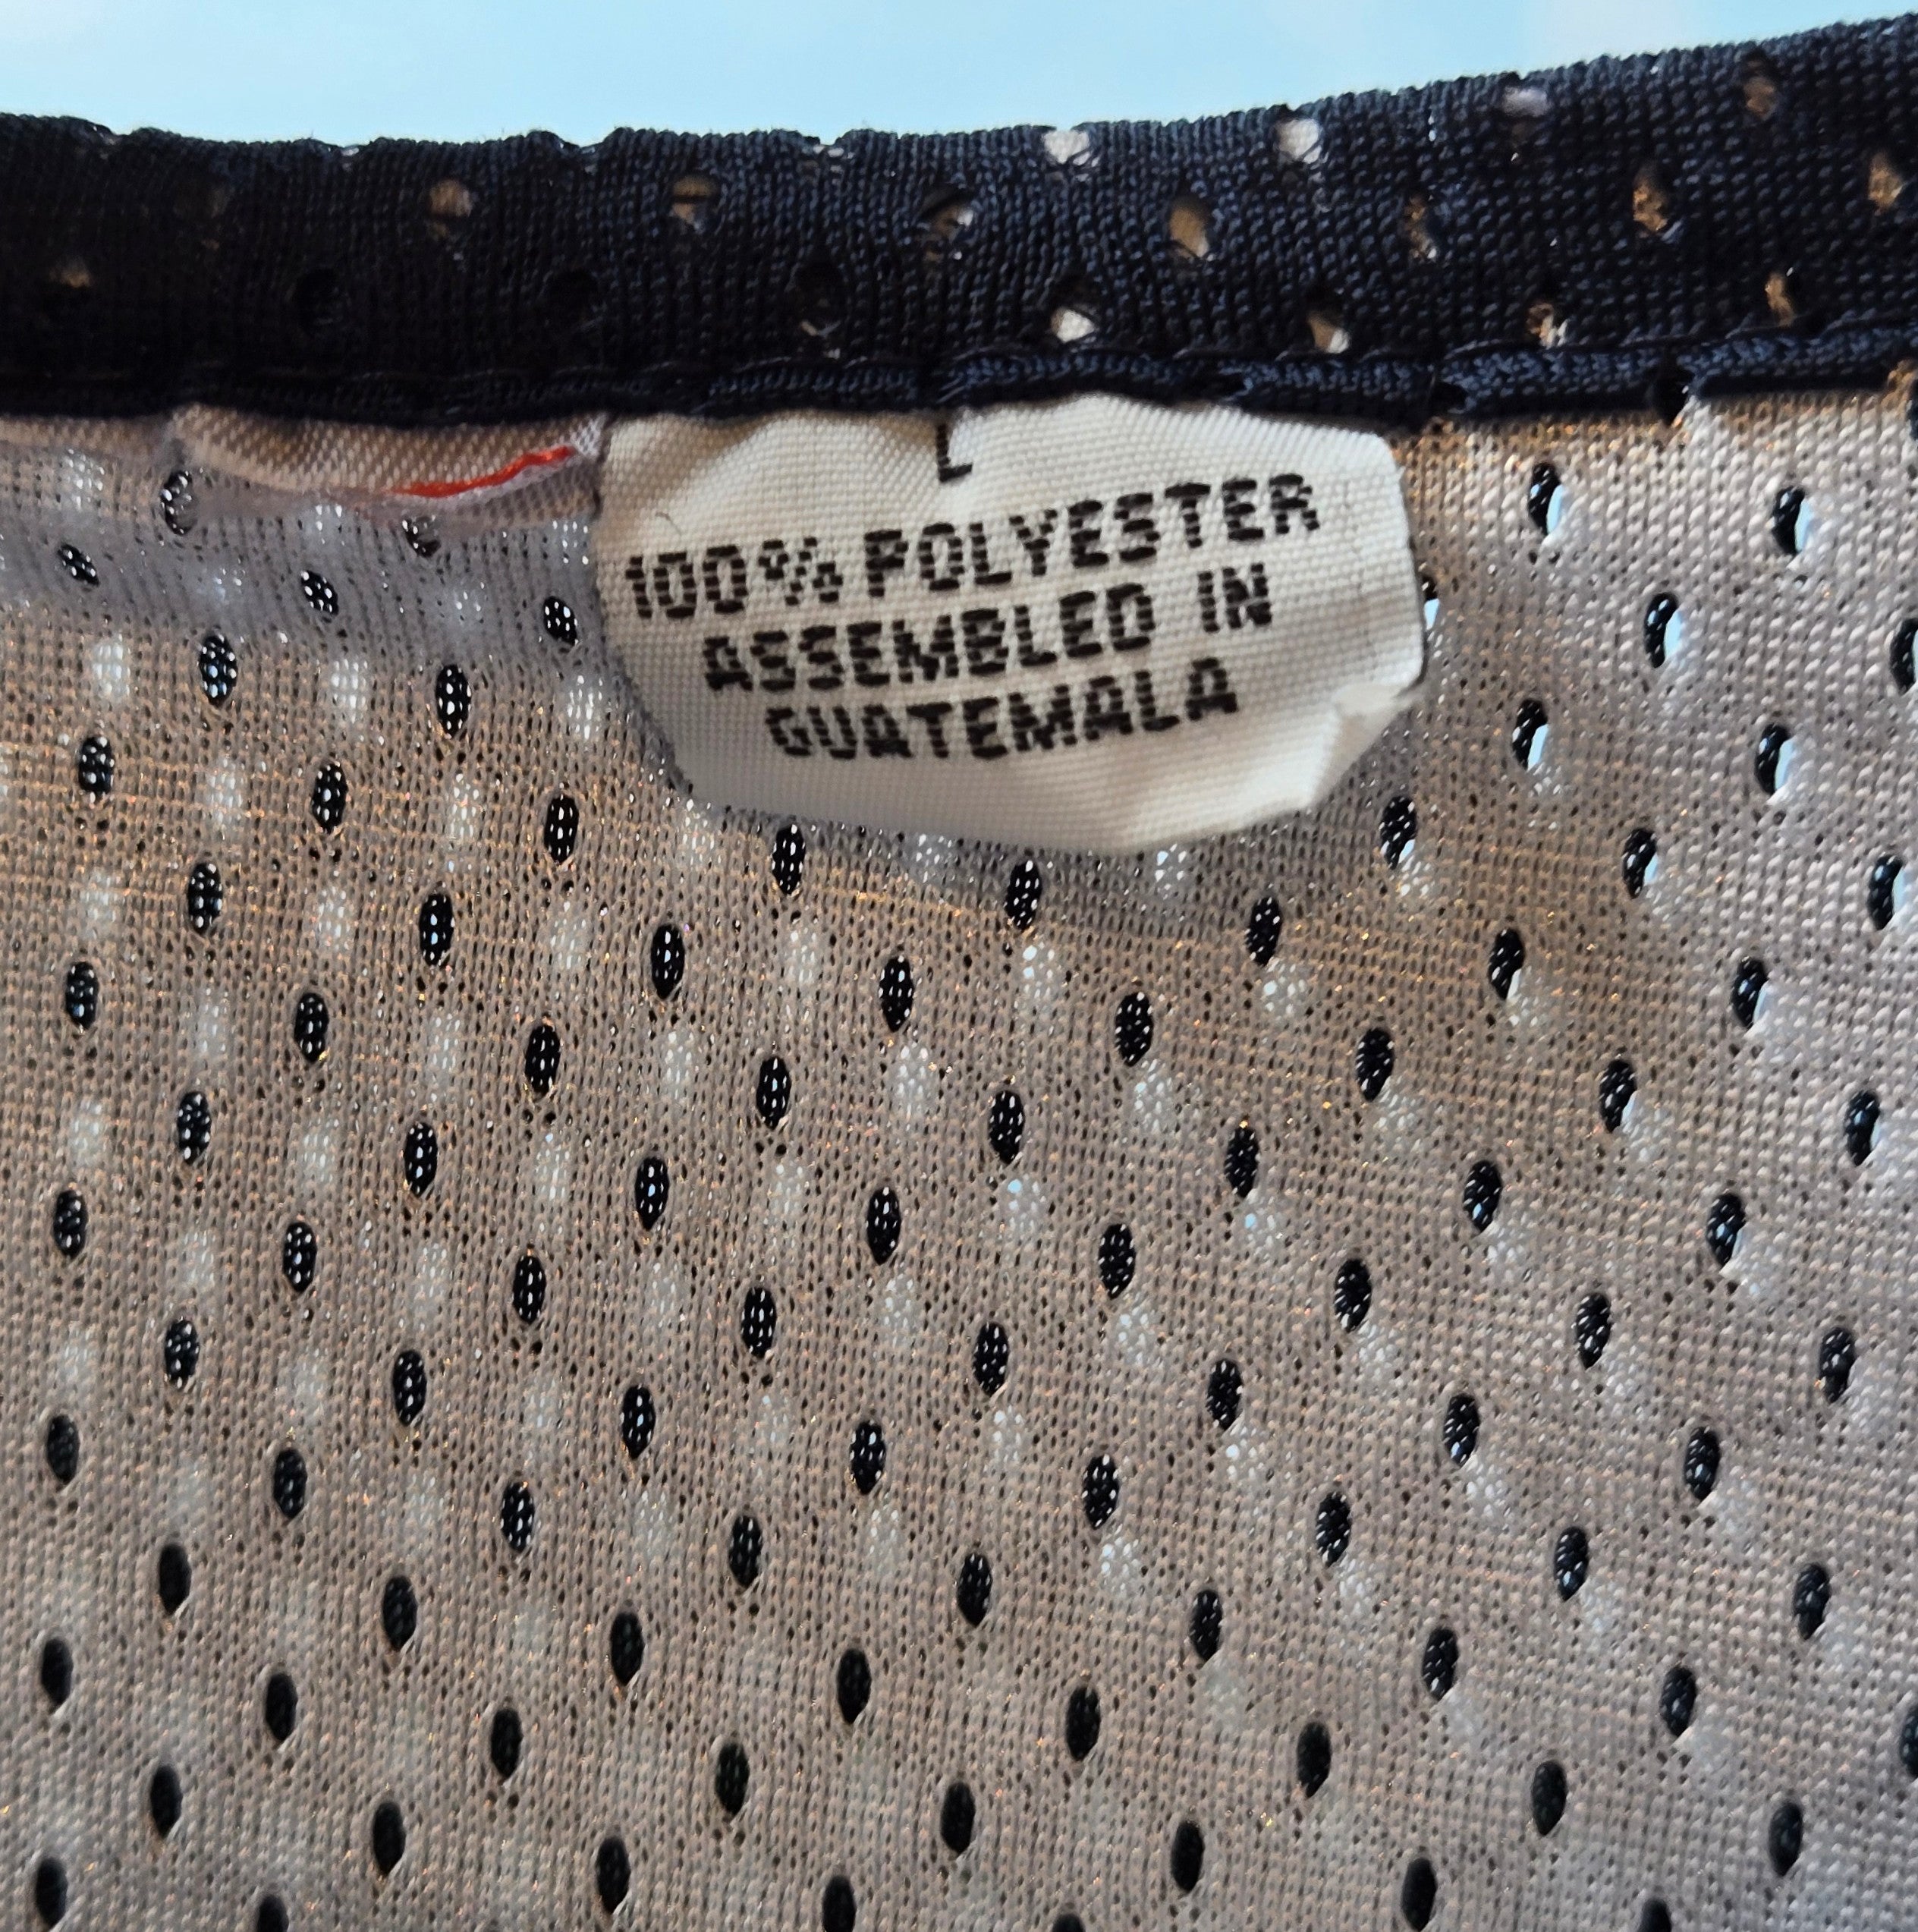 L
100% POLYESTER
ASSEMBLED IN
GUATEMALA